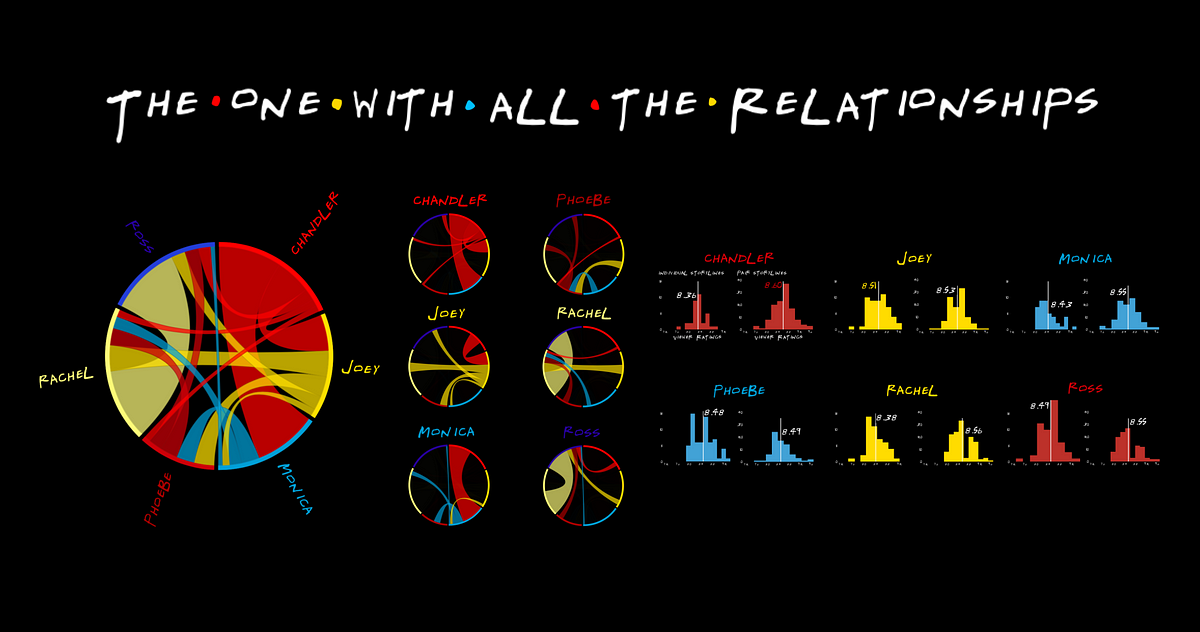 THE • ONE • WITH • ALL • THE • RELATIONSHIPS
ROSS
CHANDLER
RACHEL
JOEY
PHOEBE
MONICA
CHANDLER
PHOEBE
JOEY
RACHEL
MONICA
ROSS
CHANDLER
INDIVIDUAL STORYLINES
PAIR STORYLINES
8.36
8.60
VIEWER RATINGS
VIEWER RATINGS
JOEY
8.51
8.53
MONICA
8.43
8.55
PHOEBE
8.48
8.49
RACHEL
8.38
8.56
ROSS
8.49
8.55